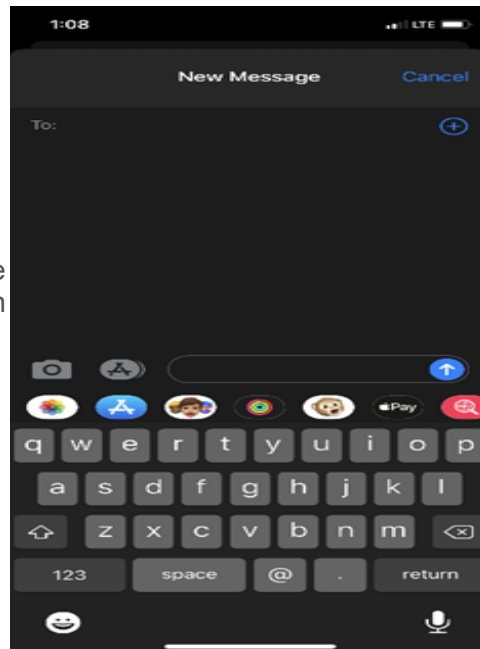 1:08 LTE
New Message Cancel
To:
e
n
Pay
q w e r t y u i o p
a s d f g h j k l
z x c v b n m
123 space @ . return